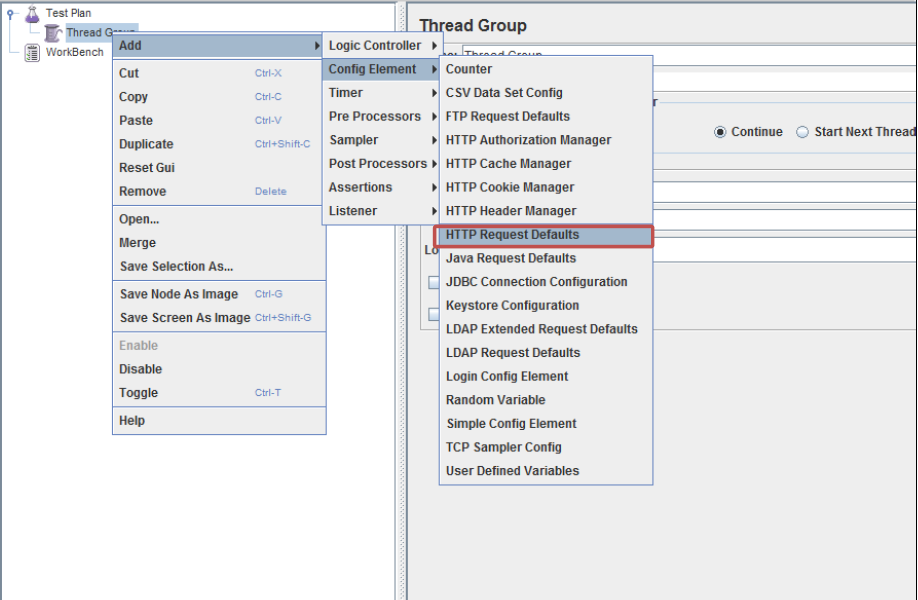 Test Plan
Thread Group
WorkBench
Add
Cut Ctrl-X
Copy Ctrl-C
Paste Ctrl-V
Duplicate Ctrl+Shift-C
Reset Gui
Remove Delete
Open...
Merge
Save Selection As...
Save Node As Image Ctrl-G
Save Screen As Image Ctrl+Shift-G
Enable
Disable
Toggle Ctrl-T
Help
Logic Controller
Config Element
Timer
Pre Processors
Sampler
Post Processors
Assertions
Listener
Counter
CSV Data Set Config
FTP Request Defaults
HTTP Authorization Manager
HTTP Cache Manager
HTTP Cookie Manager
HTTP Header Manager
HTTP Request Defaults
Java Request Defaults
JDBC Connection Configuration
Keystore Configuration
LDAP Extended Request Defaults
LDAP Request Defaults
Login Config Element
Random Variable
Simple Config Element
TCP Sampler Config
User Defined Variables
Thread Group
Thread Group
Continue Start Next Thread
Lo